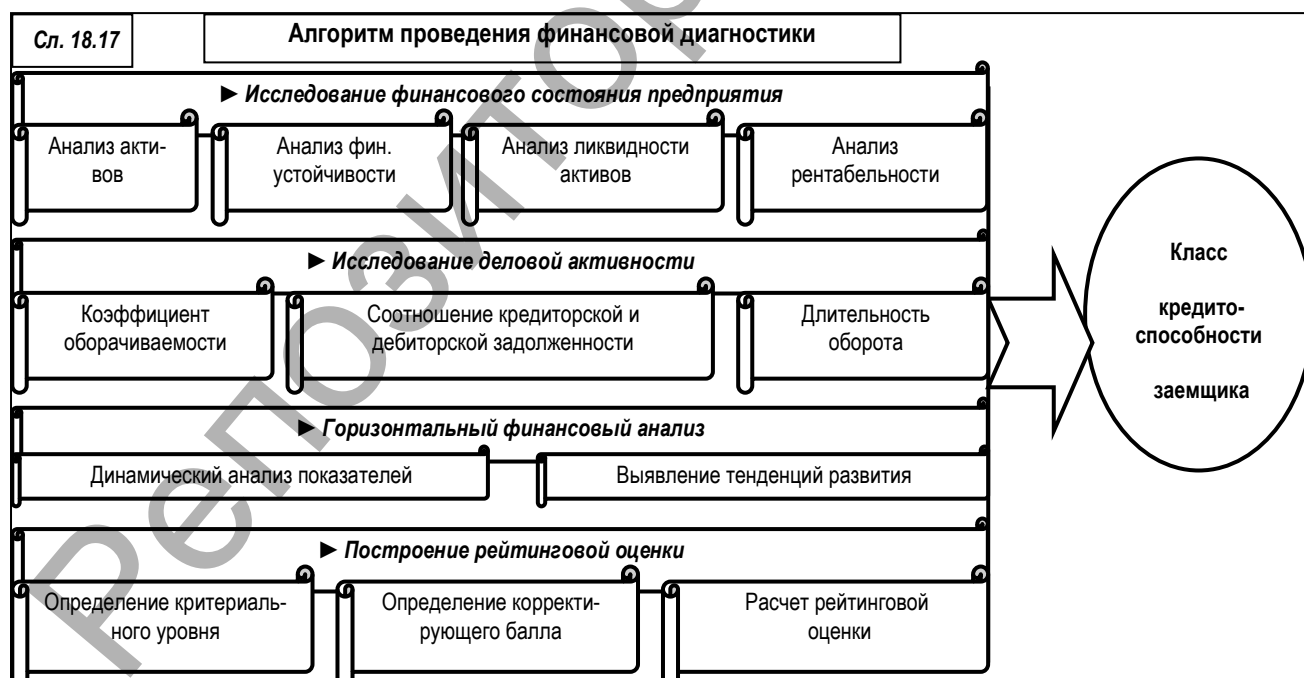 Сл. 18.17
Алгоритм проведения финансовой диагностики
► Исследование финансового состояния предприятия
Анализ акти-
вов
Анализ фин.
устойчивости
Анализ ликвидности
активов
Анализ
рентабельности
► Исследование деловой активности
Коэффициент
оборачиваемости
Соотношение кредиторской и
дебиторской задолженности
Длительность
оборота
► Горизонтальный финансовый анализ
Динамический анализ показателей
Выявление тенденций развития
► Построение рейтинговой оценки
Определение критериаль-
ного уровня
Определение коррек­ти-
рующего балла
Расчет рейтинговой
оценки
Класс
кредито-
способности
заемщика
Репозитор